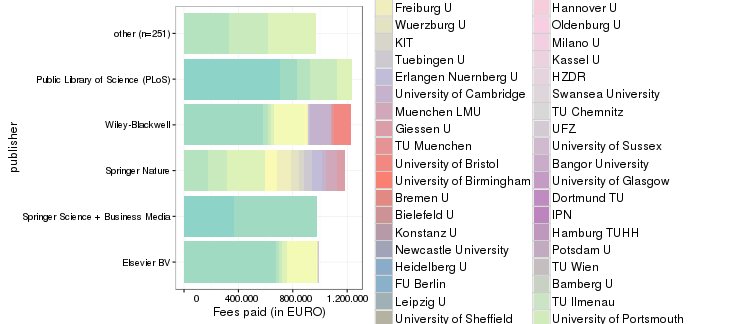 publisher
other (n=251)
Public Library of Science (PLoS)
Wiley-Blackwell
Springer Nature
Springer Science + Business Media
Elsevier BV
0 400.000 800.000 1.200.000
Fees paid (in EURO)
Freiburg U
Wuerzburg U
KIT
Tuebingen U
Erlangen Nuernberg U
University of Cambridge
Muenchen LMU
Giessen U
TU Muenchen
University of Bristol
University of Birmingham
Bremen U
Bielefeld U
Konstanz U
Newcastle University
Heidelberg U
FU Berlin
Leipzig U
University of Sheffield
Hannover U
Oldenburg U
Milano U
Kassel U
HZDR
Swansea University
TU Chemnitz
UFZ
University of Sussex
Bangor University
University of Glasgow
Dortmund TU
IPN
Hamburg TUHH
Potsdam U
TU Wien
Bamberg U
TU Ilmenau
University of Portsmouth